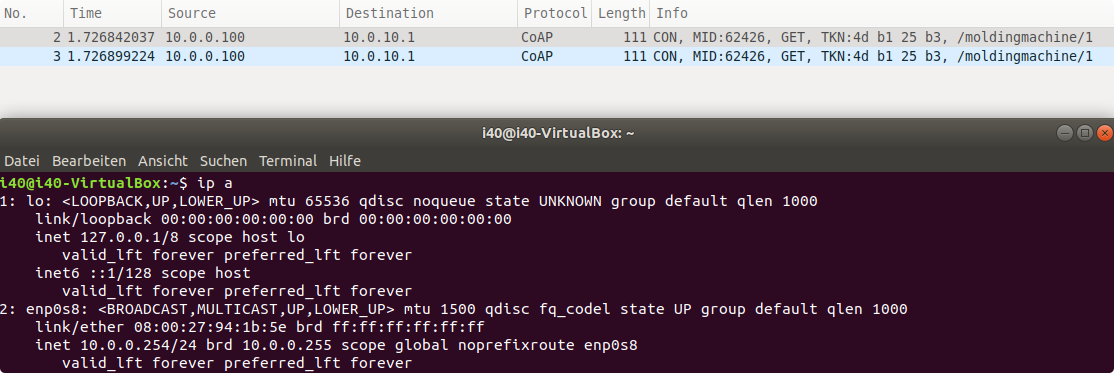 No. Time Source Destination Protocol Length Info
2 1.726842037 10.0.0.100 10.0.10.1 CoAP 111 CON, MID:62426, GET, TKN:4d b1 25 b3, /moldingmachine/1
3 1.726899224 10.0.0.100 10.0.10.1 CoAP 111 CON, MID:62426, GET, TKN:4d b1 25 b3, /moldingmachine/1
i40@i40-VirtualBox: ~
Datei Bearbeiten Ansicht Suchen Terminal Hilfe
i40@i40-VirtualBox:~$ ip a
1: lo: <LOOPBACK,UP,LOWER_UP> mtu 65536 qdisc noqueue state UNKNOWN group default qlen 1000
link/loopback 00:00:00:00:00:00 brd 00:00:00:00:00:00
inet 127.0.0.1/8 scope host lo
valid_lft forever preferred_lft forever
inet6 ::1/128 scope host
valid_lft forever preferred_lft forever
2: enp0s8: <BROADCAST,MULTICAST,UP,LOWER_UP> mtu 1500 qdisc fq_codel state UP group default qlen 1000
link/ether 08:00:27:94:1b:5e brd ff:ff:ff:ff:ff:ff
inet 10.0.0.254/24 brd 10.0.0.255 scope global noprefixroute enp0s8
valid_lft forever preferred_lft forever